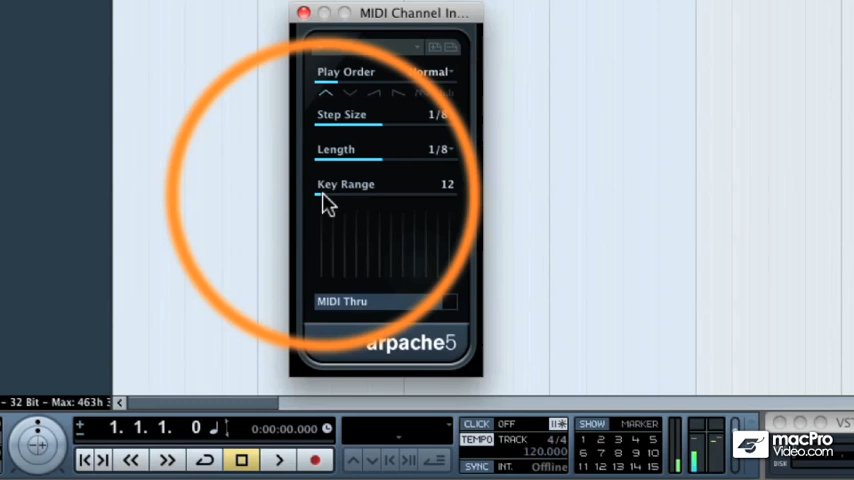 MIDI Channel In...
Play Order Normal
Step Size 1/8
Length 1/8
Key Range 12
MIDI Thru
arpache5
- 32 Bit - Max: 463h
1. 1. 1. 0 0:00:00.000
CLICK OFF
TEMPO TRACK 4/4
120.000
SYNC INT. Offline
SHOW MARKER
1 2 3 4 5
6 7 8 9 10
11 12 13 14 15
VST
DISK
macPro
Video.com